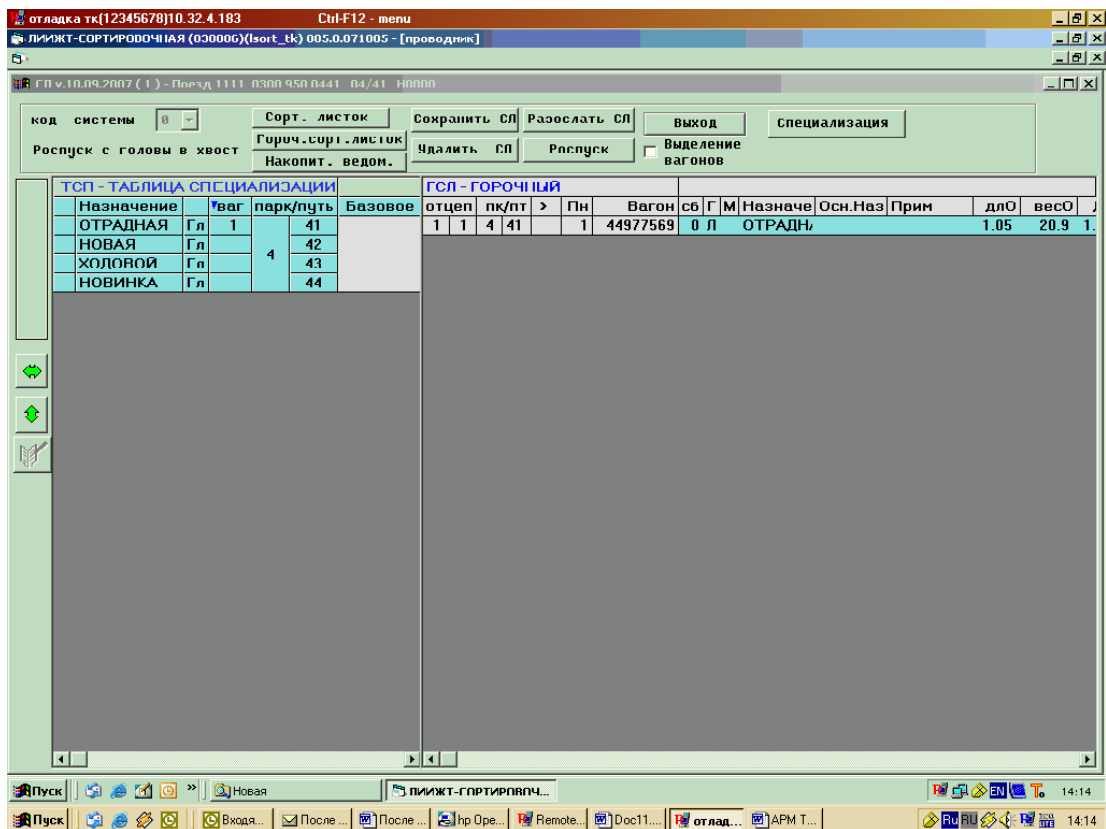 отладка тк(12345678)10.32.4.183 Ctrl-F12 - menu
ЛИИЖТ-СОРТИРОВОЧНАЯ (030006)(lsort_tk) 005.0.071005 - [проводник]
СЛ v.10.09.2007 ( 1 ) - Поезд 1111 0300 950 0441 04/41 Н0000
код системы 0
Сорт. листок
Сохранить СЛ
Разослать СЛ
Выход
Специализация
Роспуск с головы в хвост
Гороч.сорт.листок
Удалить СЛ
Роспуск
Выделение вагонов
Накопит. ведом.
ТСП - ТАБЛИЦА СПЕЦИАЛИЗАЦИИ
ГСЛ - ГОРОЧНЫЙ
Назначение ваг парк/путь Базовое
отцеп пк/пт > Пн Вагон сб Г М Назначе Осн.Наз Прим длО весО
ОТРАДНАЯ Гл 1 4 41
1 1 4 41 1 44977569 0 Л ОТРАДН 1.05 20.9 1.
НОВАЯ Гл 42
ХОЛОВОЙ Гл 43
НОВИНКА Гл 44
Пуск » Новая ЛИИЖТ-СОРТИРОВОЧ... EN 14:14
Пуск Входя... После ... После ... hp Ope... Remote... Doc11.... отлад... АРМ Т... Ru RU 14:14